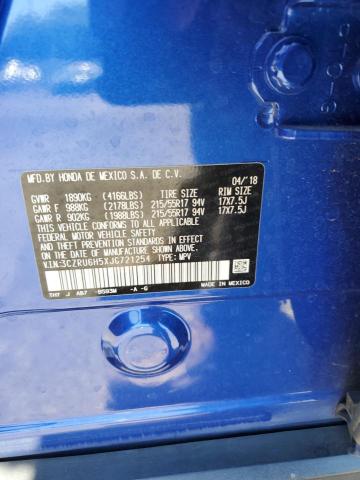 MFD.BY HONDA DE MEXICO S.A. DE C.V. 04/'18
GVWR 1890KG (4166LBS) TIRE SIZE RIM SIZE
GAWR F 988KG (2178LBS) 215/55R17 94V 17X7.5J
GAWR R 902KG (1988LBS) 215/55R17 94V 17X7.5J
THIS VEHICLE CONFORMS TO ALL APPLICABLE
FEDERAL MOTOR VEHICLE SAFETY AND THEFT
PREVENTION STANDARDS IN EFFECT ON THE DATE OF
MANUFACTURE SHOWN ABOVE.
V.I.N:3CZRU6H5XJG721254 TYPE: MPV
MADE IN MEXICO
TH7 J AB7 B593M -A -G